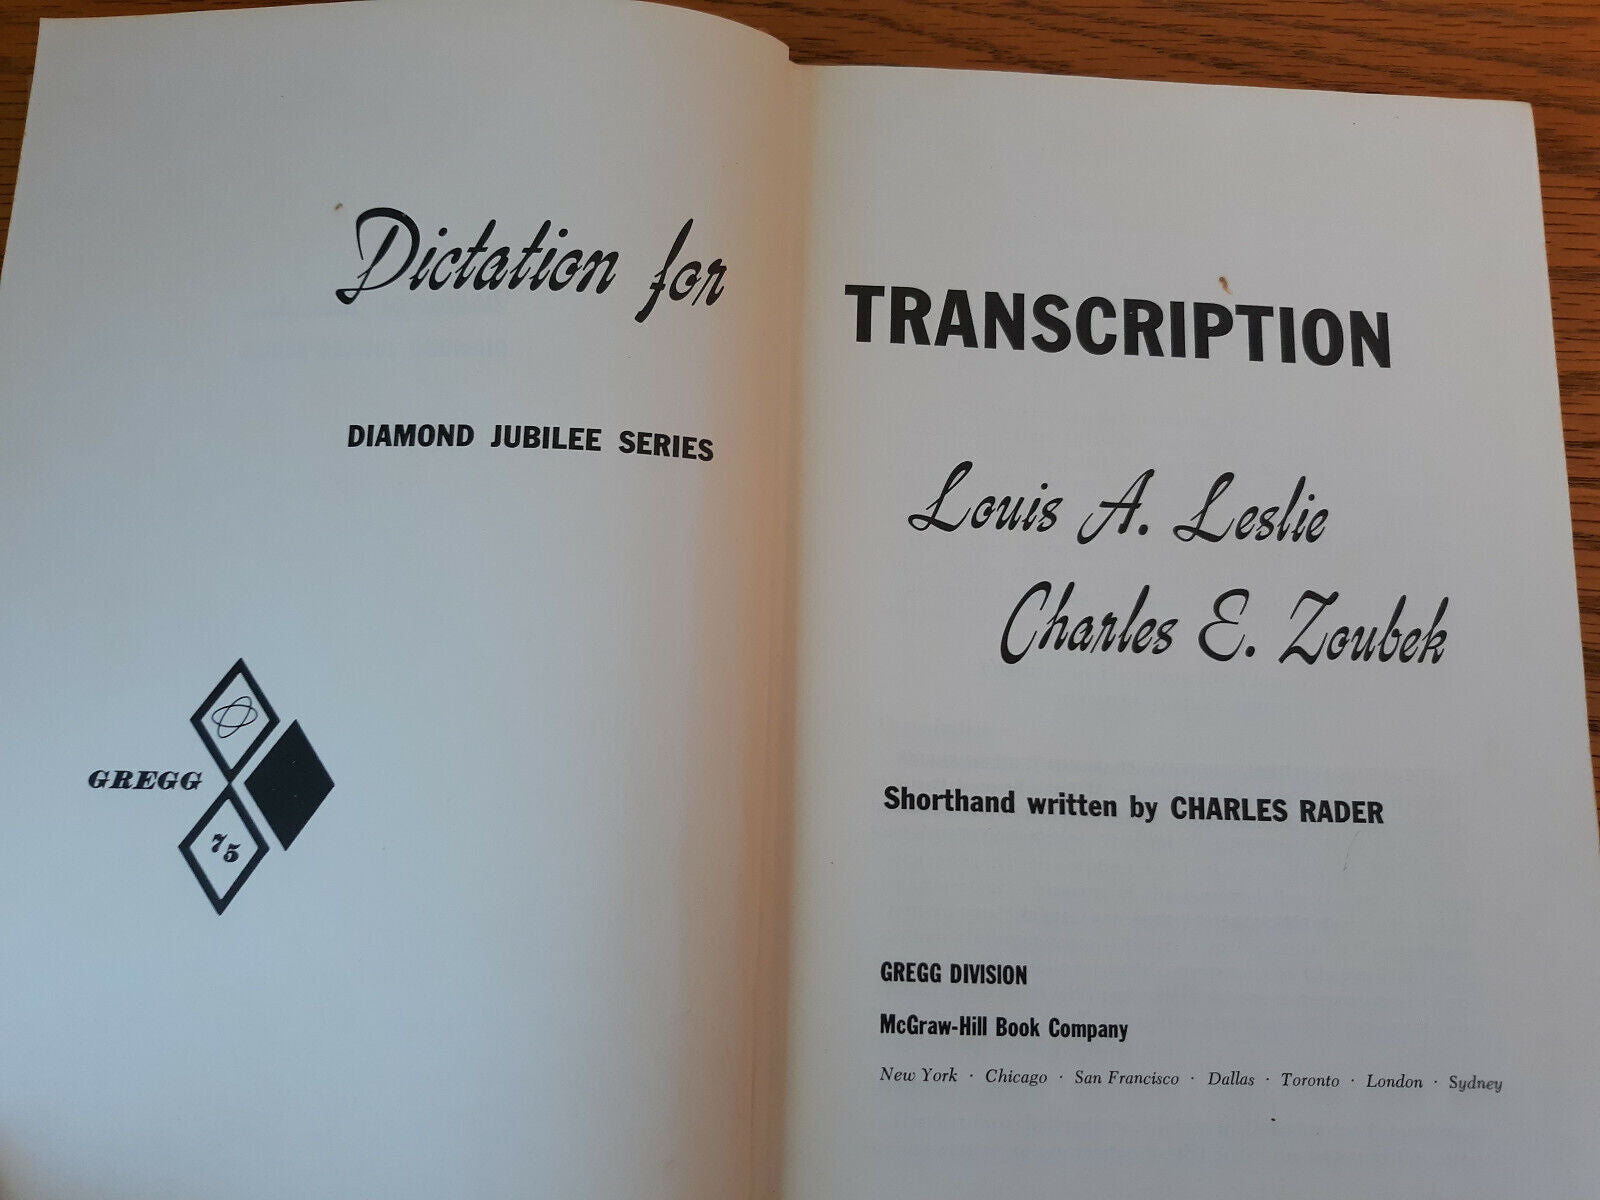 Dictation for
DIAMOND JUBILEE SERIES
GREGG
75
TRANSCRIPTION
Louis A. Leslie
Charles E. Zoubek
Shorthand written by CHARLES RADER
GREGG DIVISION
McGraw-Hill Book Company
New York · Chicago · San Francisco · Dallas · Toronto · London · Sydney